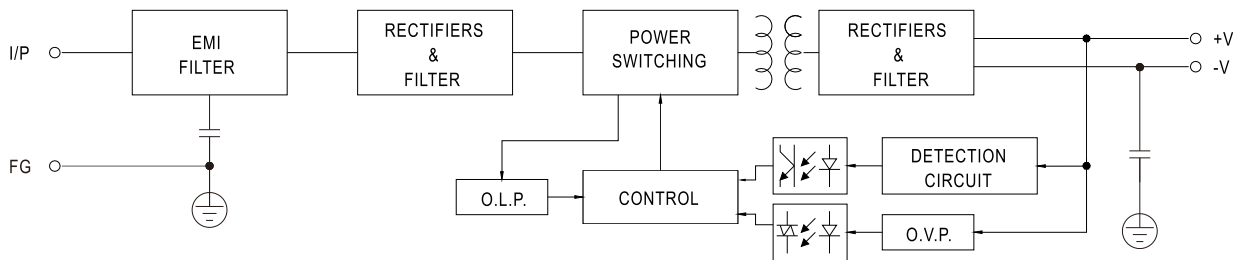 I/P
EMI
FILTER
RECTIFIERS
&
FILTER
POWER
SWITCHING
RECTIFIERS
&
FILTER
+V
-V
FG
O.L.P.
CONTROL
DETECTION
CIRCUIT
O.V.P.